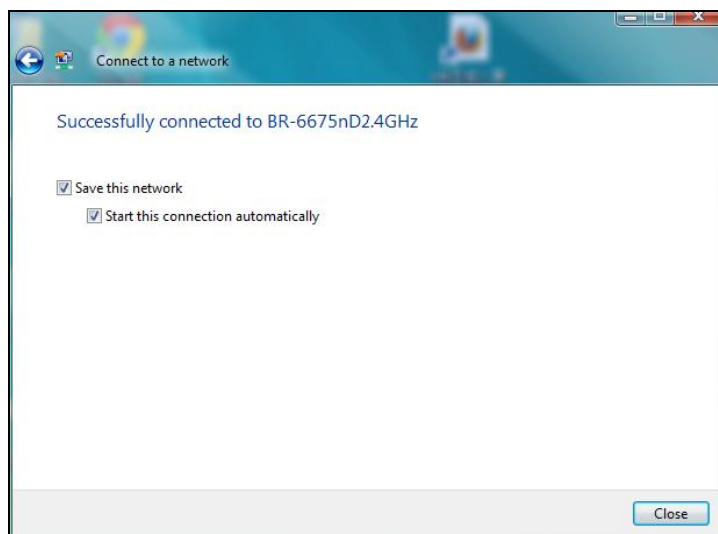 Connect to a network
Successfully connected to BR-6675nD2.4GHz
Save this network
Start this connection automatically
Close